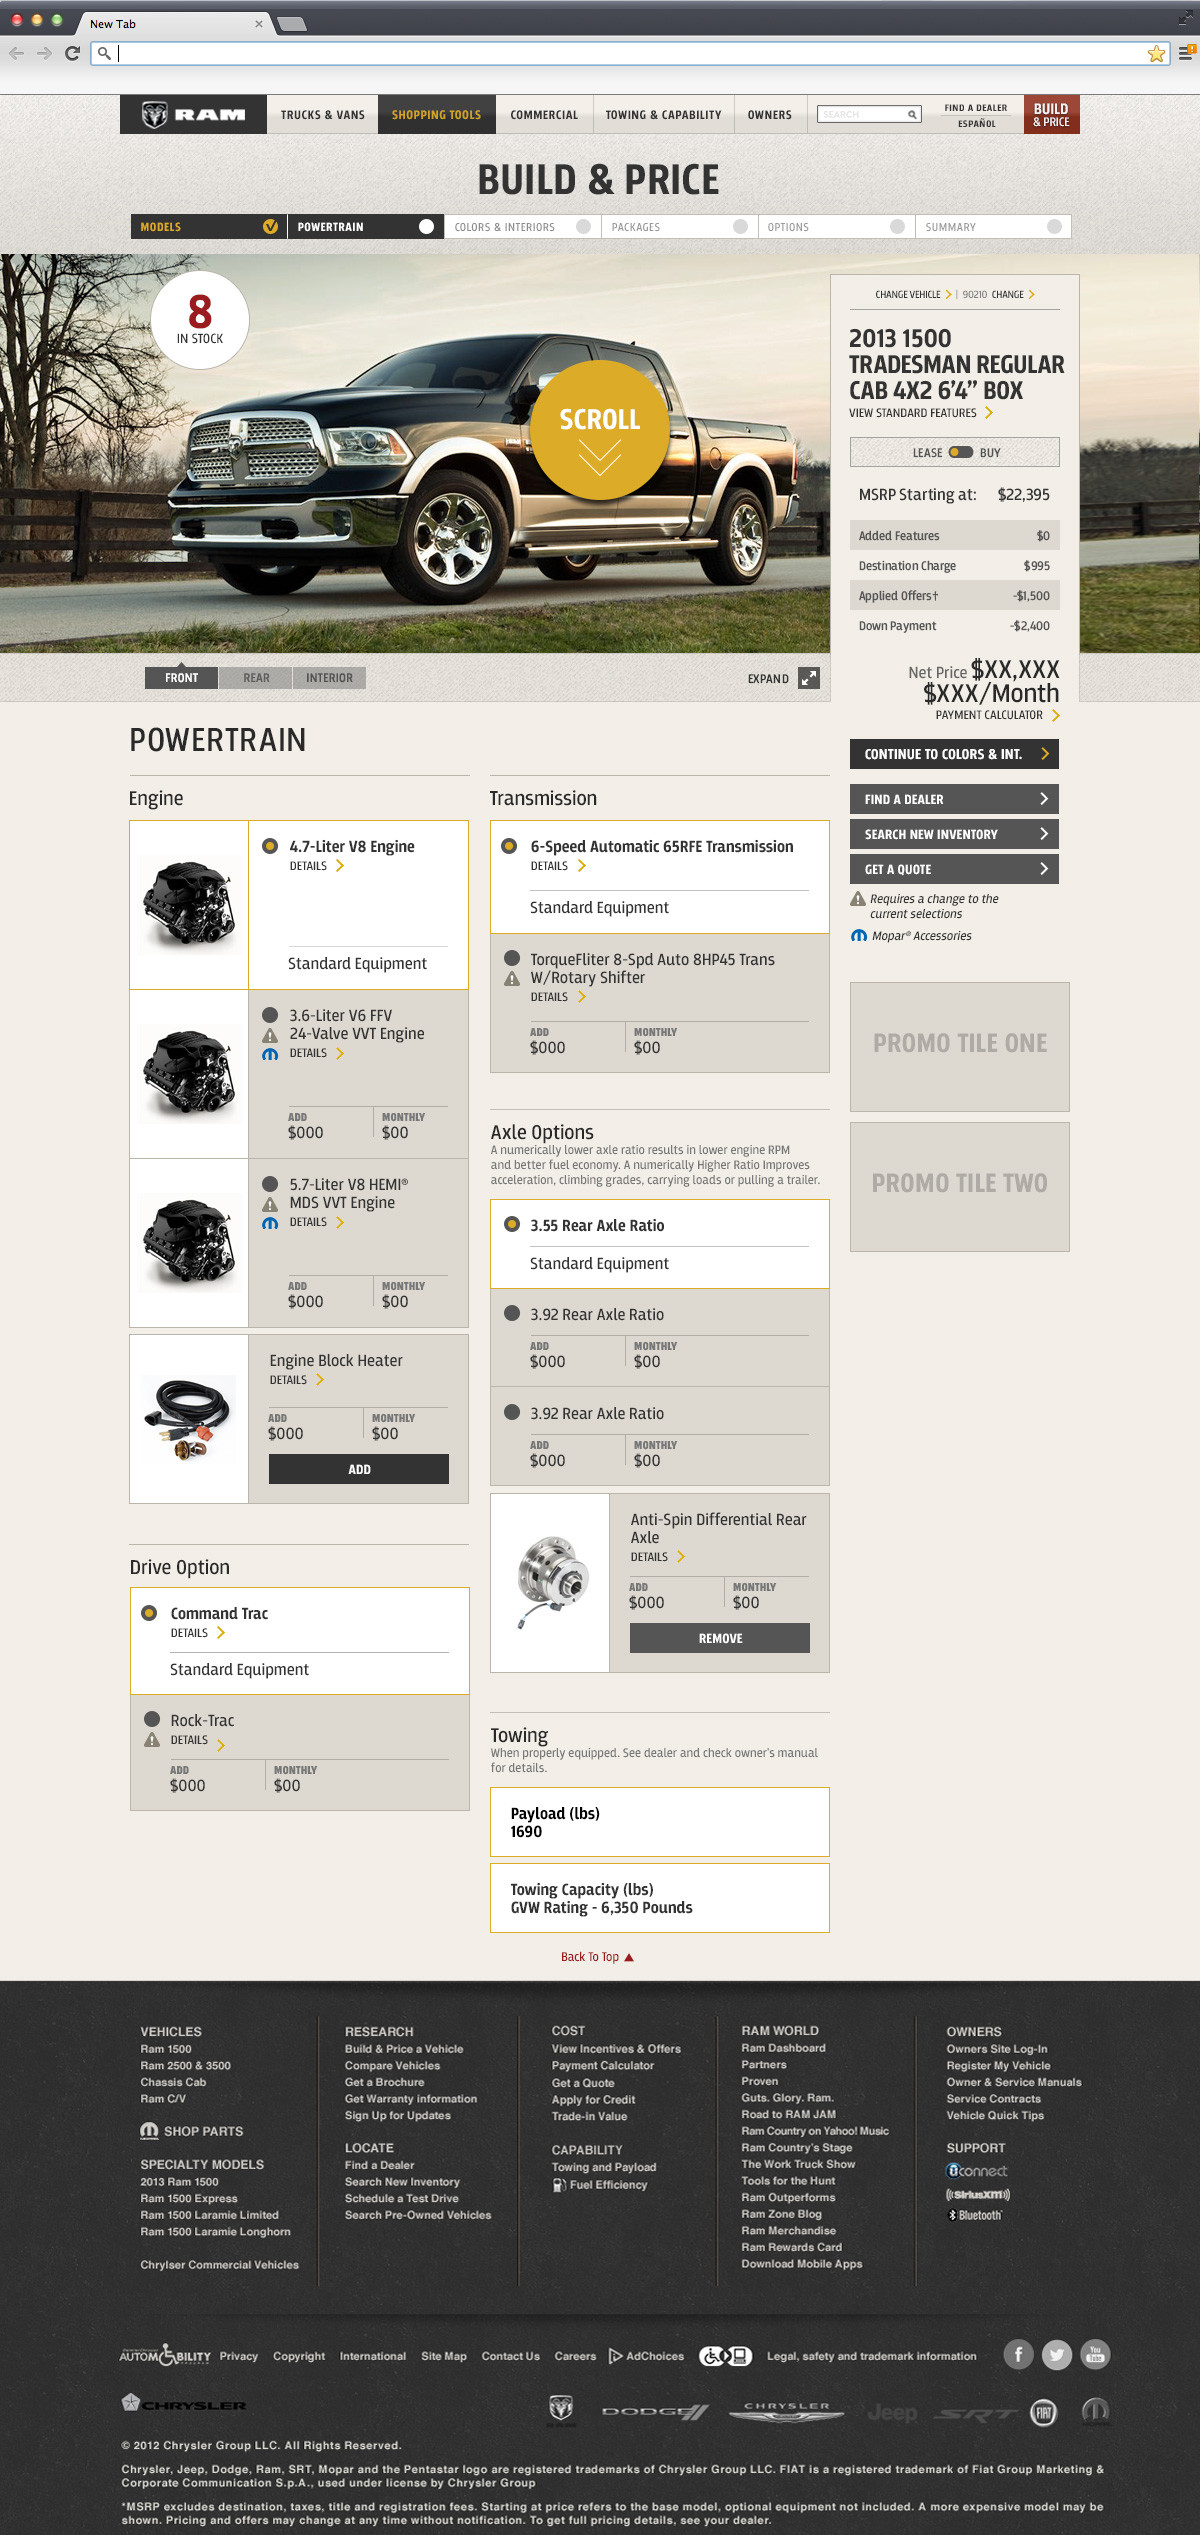 New Tab
RAM
TRUCKS & VANS
SHOPPING TOOLS
COMMERCIAL
TOWING & CAPABILITY
OWNERS
SEARCH
FIND A DEALER
ESPAÑOL
BUILD
& PRICE
BUILD & PRICE
MODELS
POWERTRAIN
COLORS & INTERIORS
PACKAGES
OPTIONS
SUMMARY
8
IN STOCK
SCROLL
CHANGE VEHICLE | 90210 CHANGE
2013 1500
TRADESMAN REGULAR
CAB 4X2 6’4” BOX
VIEW STANDARD FEATURES
LEASE BUY
MSRP Starting at: $22,395
Added Features $0
Destination Charge $995
Applied Offers† -$1,500
Down Payment -$2,400
Net Price $XX,XXX
$XXX/Month
PAYMENT CALCULATOR
FRONT
REAR
INTERIOR
EXPAND
CONTINUE TO COLORS & INT.
FIND A DEALER
SEARCH NEW INVENTORY
GET A QUOTE
Requires a change to the
current selections
Mopar® Accessories
PROMO TILE ONE
PROMO TILE TWO
POWERTRAIN
Engine
4.7-Liter V8 Engine
DETAILS
Standard Equipment
3.6-Liter V6 FFV
24-Valve VVT Engine
DETAILS
ADD MONTHLY
$000 $00
5.7-Liter V8 HEMI®
MDS VVT Engine
DETAILS
ADD MONTHLY
$000 $00
Engine Block Heater
DETAILS
ADD MONTHLY
$000 $00
ADD
Drive Option
Command Trac
DETAILS
Standard Equipment
Rock-Trac
DETAILS
ADD MONTHLY
$000 $00
Transmission
6-Speed Automatic 65RFE Transmission
DETAILS
Standard Equipment
TorqueFliter 8-Spd Auto 8HP45 Trans
W/Rotary Shifter
DETAILS
ADD MONTHLY
$000 $00
Axle Options
A numerically lower axle ratio results in lower engine RPM
and better fuel economy. A numerically Higher Ratio Improves
acceleration, climbing grades, carrying loads or pulling a trailer.
3.55 Rear Axle Ratio
Standard Equipment
3.92 Rear Axle Ratio
ADD MONTHLY
$000 $00
3.92 Rear Axle Ratio
ADD MONTHLY
$000 $00
Anti-Spin Differential Rear
Axle
DETAILS
ADD MONTHLY
$000 $00
REMOVE
Towing
When properly equipped. See dealer and check owner's manual
for details.
Payload (lbs)
1690
Towing Capacity (lbs)
GVW Rating - 6,350 Pounds
Back To Top
VEHICLES
Ram 1500
Ram 2500 & 3500
Chassis Cab
Ram C/V
SHOP PARTS
SPECIALTY MODELS
2013 Ram 1500
Ram 1500 Express
Ram 1500 Laramie Limited
Ram 1500 Laramie Longhorn
Chrylser Commercial Vehicles
RESEARCH
Build & Price a Vehicle
Compare Vehicles
Get a Brochure
Get Warranty information
Sign Up for Updates
LOCATE
Find a Dealer
Search New Inventory
Schedule a Test Drive
Search Pre-Owned Vehicles
COST
View Incentives & Offers
Payment Calculator
Get a Quote
Apply for Credit
Trade-in Value
CAPABILITY
Towing and Payload
Fuel Efficiency
RAM WORLD
Ram Dashboard
Partners
Proven
Guts. Glory. Ram.
Road to RAM JAM
Ram Country on Yahoo! Music
Ram Country's Stage
The Work Truck Show
Tools for the Hunt
Ram Outperforms
Ram Zone Blog
Ram Merchandise
Ram Rewards Card
Download Mobile Apps
OWNERS
Owners Site Log-In
Register My Vehicle
Owner & Service Manuals
Service Contracts
Vehicle Quick Tips
SUPPORT
Uconnect
SiriusXM
Bluetooth
AUTOMOBILITY
Privacy
Copyright
International
Site Map
Contact Us
Careers
AdChoices
Legal, safety and trademark information
f
You
Tube
CHRYSLER
RAM
DODGE
CHRYSLER
Jeep
SRT
FIAT
© 2012 Chrysler Group LLC. All Rights Reserved.
Chrysler, Jeep, Dodge, Ram, SRT, Mopar and the Pentastar logo are registered trademarks of Chrysler Group LLC. FIAT is a registered trademark of Fiat Group Marketing &
Corporate Communication S.p.A., used under license by Chrysler Group
*MSRP excludes destination, taxes, title and registration fees. Starting at price refers to the base model, optional equipment not included. A more expensive model may be
shown. Pricing and offers may change at any time without notification. To get full pricing details, see your dealer.